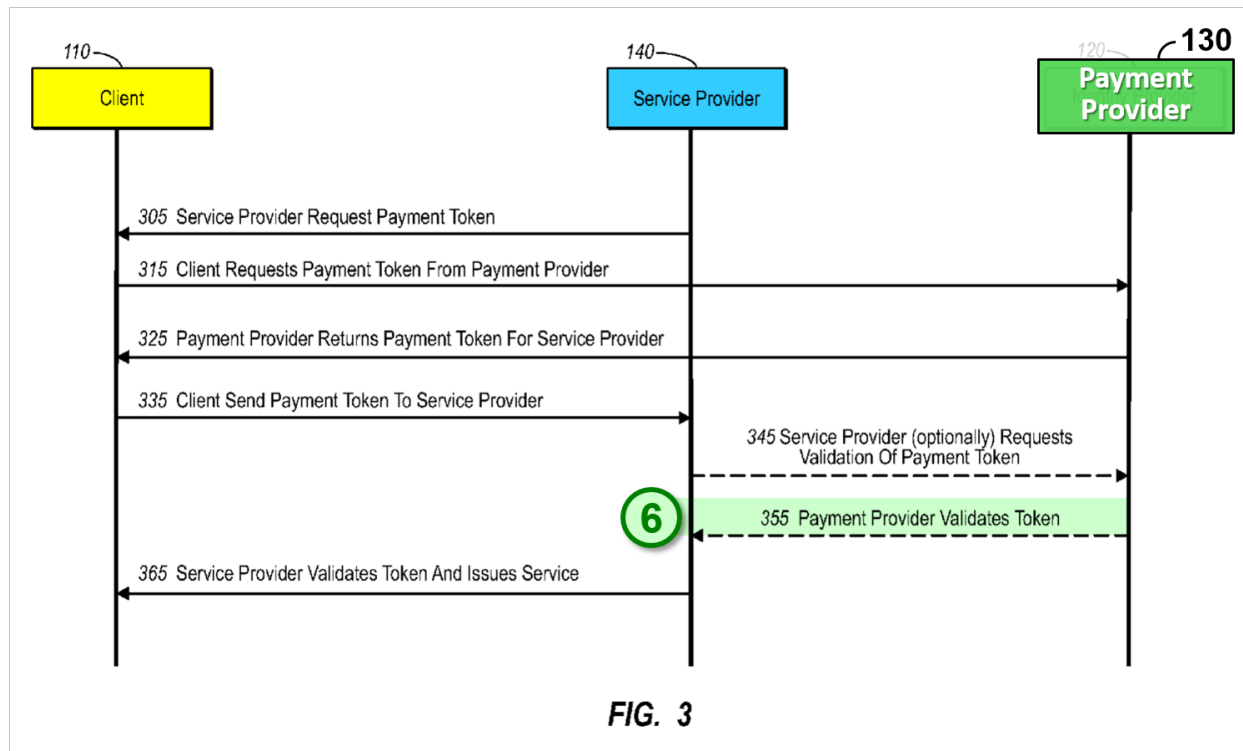 110
140
120
130
Client
Service Provider
Payment
Provider
305 Service Provider Request Payment Token
315 Client Requests Payment Token From Payment Provider
325 Payment Provider Returns Payment Token For Service Provider
335 Client Send Payment Token To Service Provider
345 Service Provider (optionally) Requests
Validation Of Payment Token
6
355 Payment Provider Validates Token
365 Service Provider Validates Token And Issues Service
FIG. 3